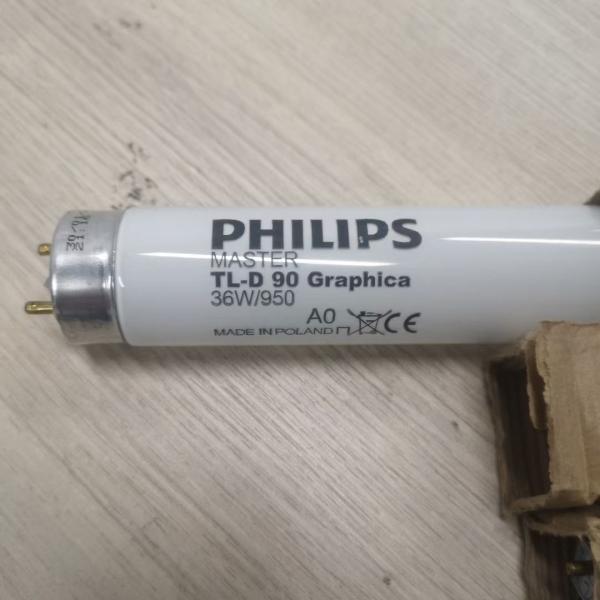 PHILIPS
MASTER
TL-D 90 Graphica
36W/950
A0
MADE IN POLAND
CE